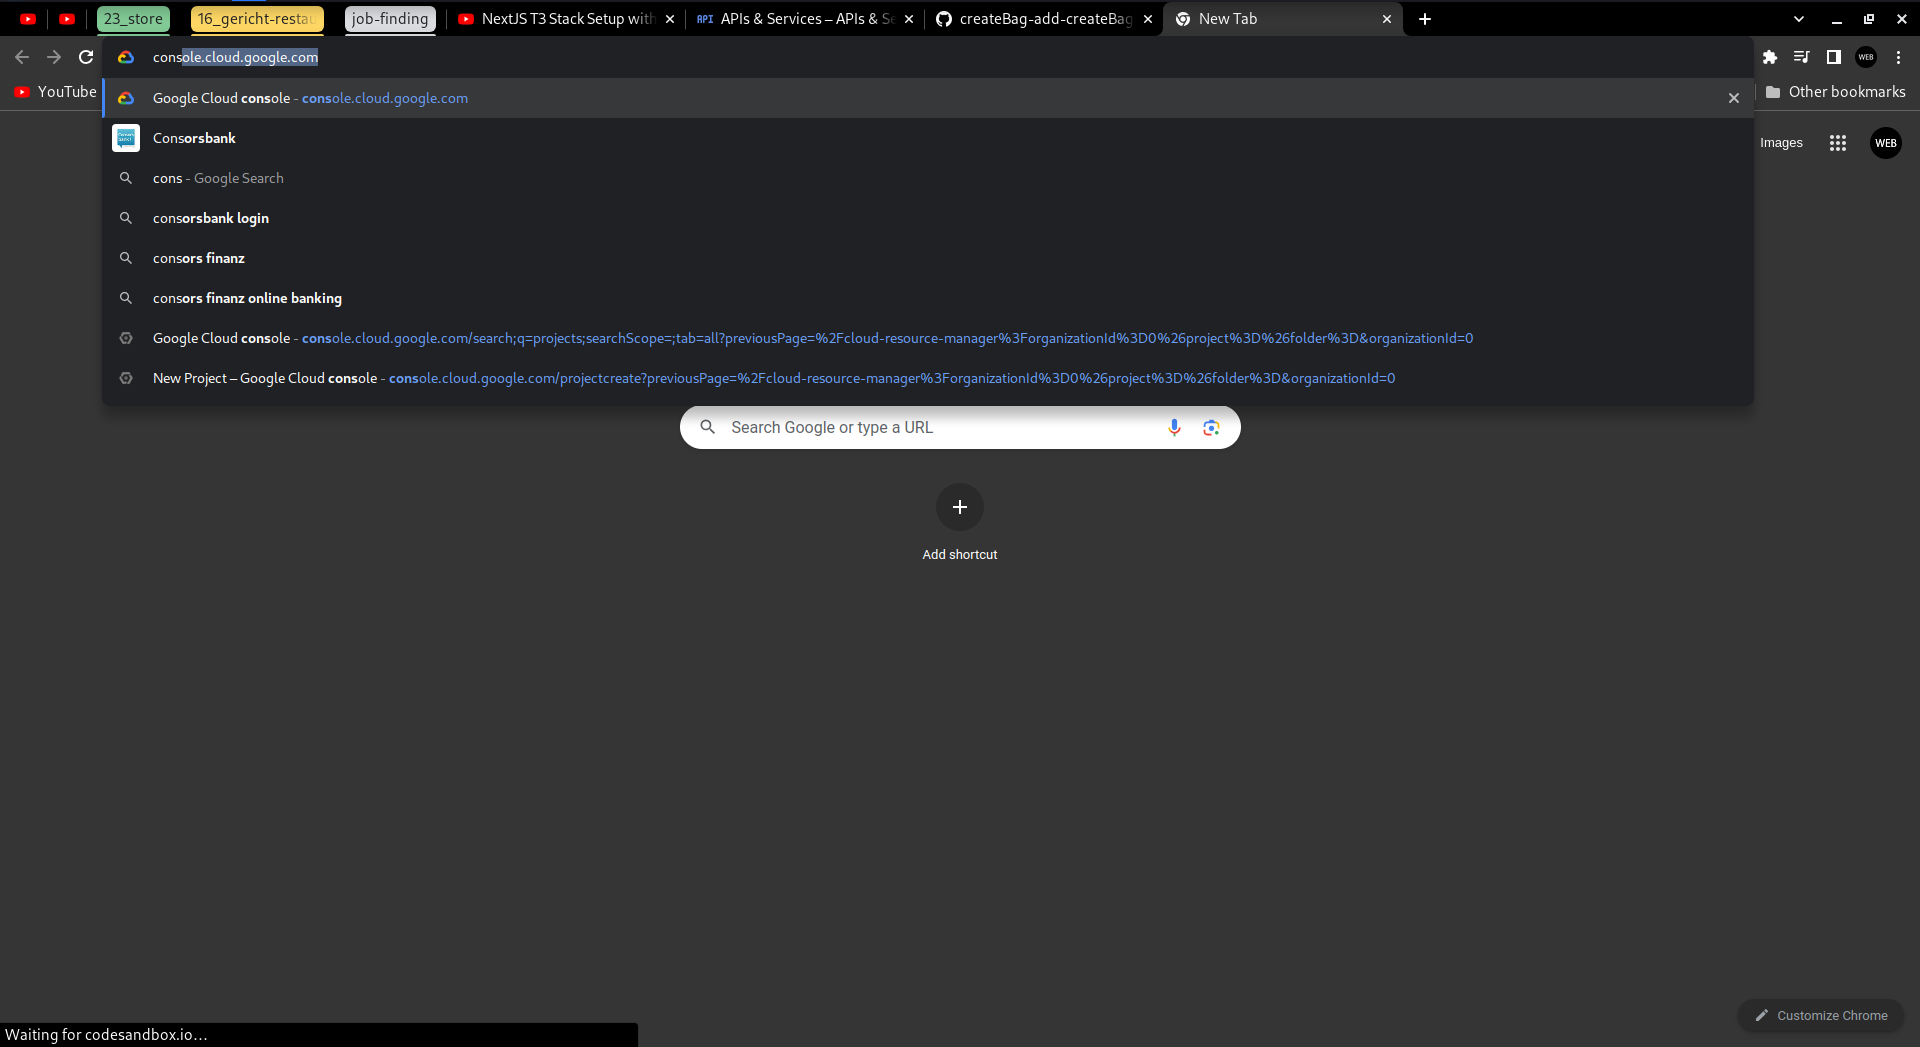 23_store 16_gericht-restau job-finding NextJS T3 Stack Setup with APIs & Services – APIs & Se createBag-add-createBag New Tab
console.cloud.google.com
WEB
YouTube
Other bookmarks
Google Cloud console - console.cloud.google.com
Consorsbank
cons - Google Search
consorsbank login
consors finanz
consors finanz online banking
Google Cloud console - console.cloud.google.com/search;q=projects;searchScope=;tab=all?previousPage=%2Fcloud-resource-manager%3ForganizationId%3D0%26project%3D%26folder%3D&organizationId=0
New Project – Google Cloud console - console.cloud.google.com/projectcreate?previousPage=%2Fcloud-resource-manager%3ForganizationId%3D0%26project%3D%26folder%3D&organizationId=0
Images
WEB
Search Google or type a URL
Add shortcut
Customize Chrome
Waiting for codesandbox.io...